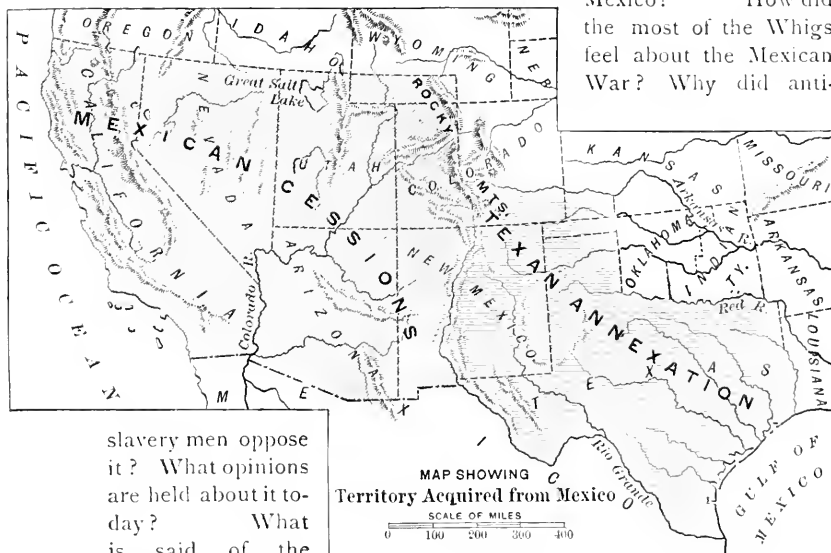 Mexico? How did
the most of the Whigs
feel about the Mexican
War? Why did anti-
OREGON
IDAHO
WYOMING
NEB
PACIFIC OCEAN
CALIFORNIA
NEVADA
Great Salt
Lake
UTAH
ROCKY
MTS.
COLORADO
KANSAS
MISSOURI
MEXICAN CESSIONS
TEXAN ANNEXATION
Arkansas R.
OKLAHOMA
INDIAN
TY.
ARKANSAS
Colorado R.
ARIZONA
NEW MEXICO
Red R.
LOUISIANA
TEXAS
MEXICO
Rio Grande
GULF OF
MEXICO
slavery men oppose
it? What opinions
are held about it to-
day? What
is said of the
MAP SHOWING
Territory Acquired from Mexico
SCALE OF MILES
0 100 200 300 400